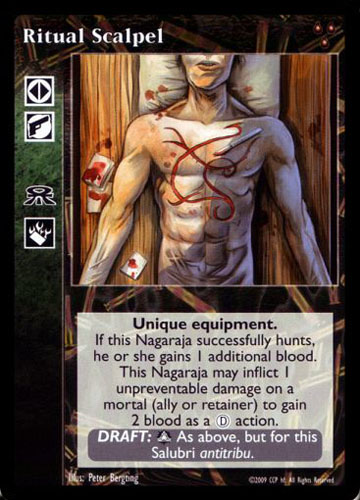 Ritual Scalpel
Unique equipment.
If this Nagaraja successfully hunts,
he or she gains 1 additional blood.
This Nagaraja may inflict 1
unpreventable damage on a
mortal (ally or retainer) to gain
2 blood as a Ⓓ action.
DRAFT: As above, but for this
Salubri antitribu.
Illus: Peter Bergting
©2009 CCP hf. All Rights Reserved